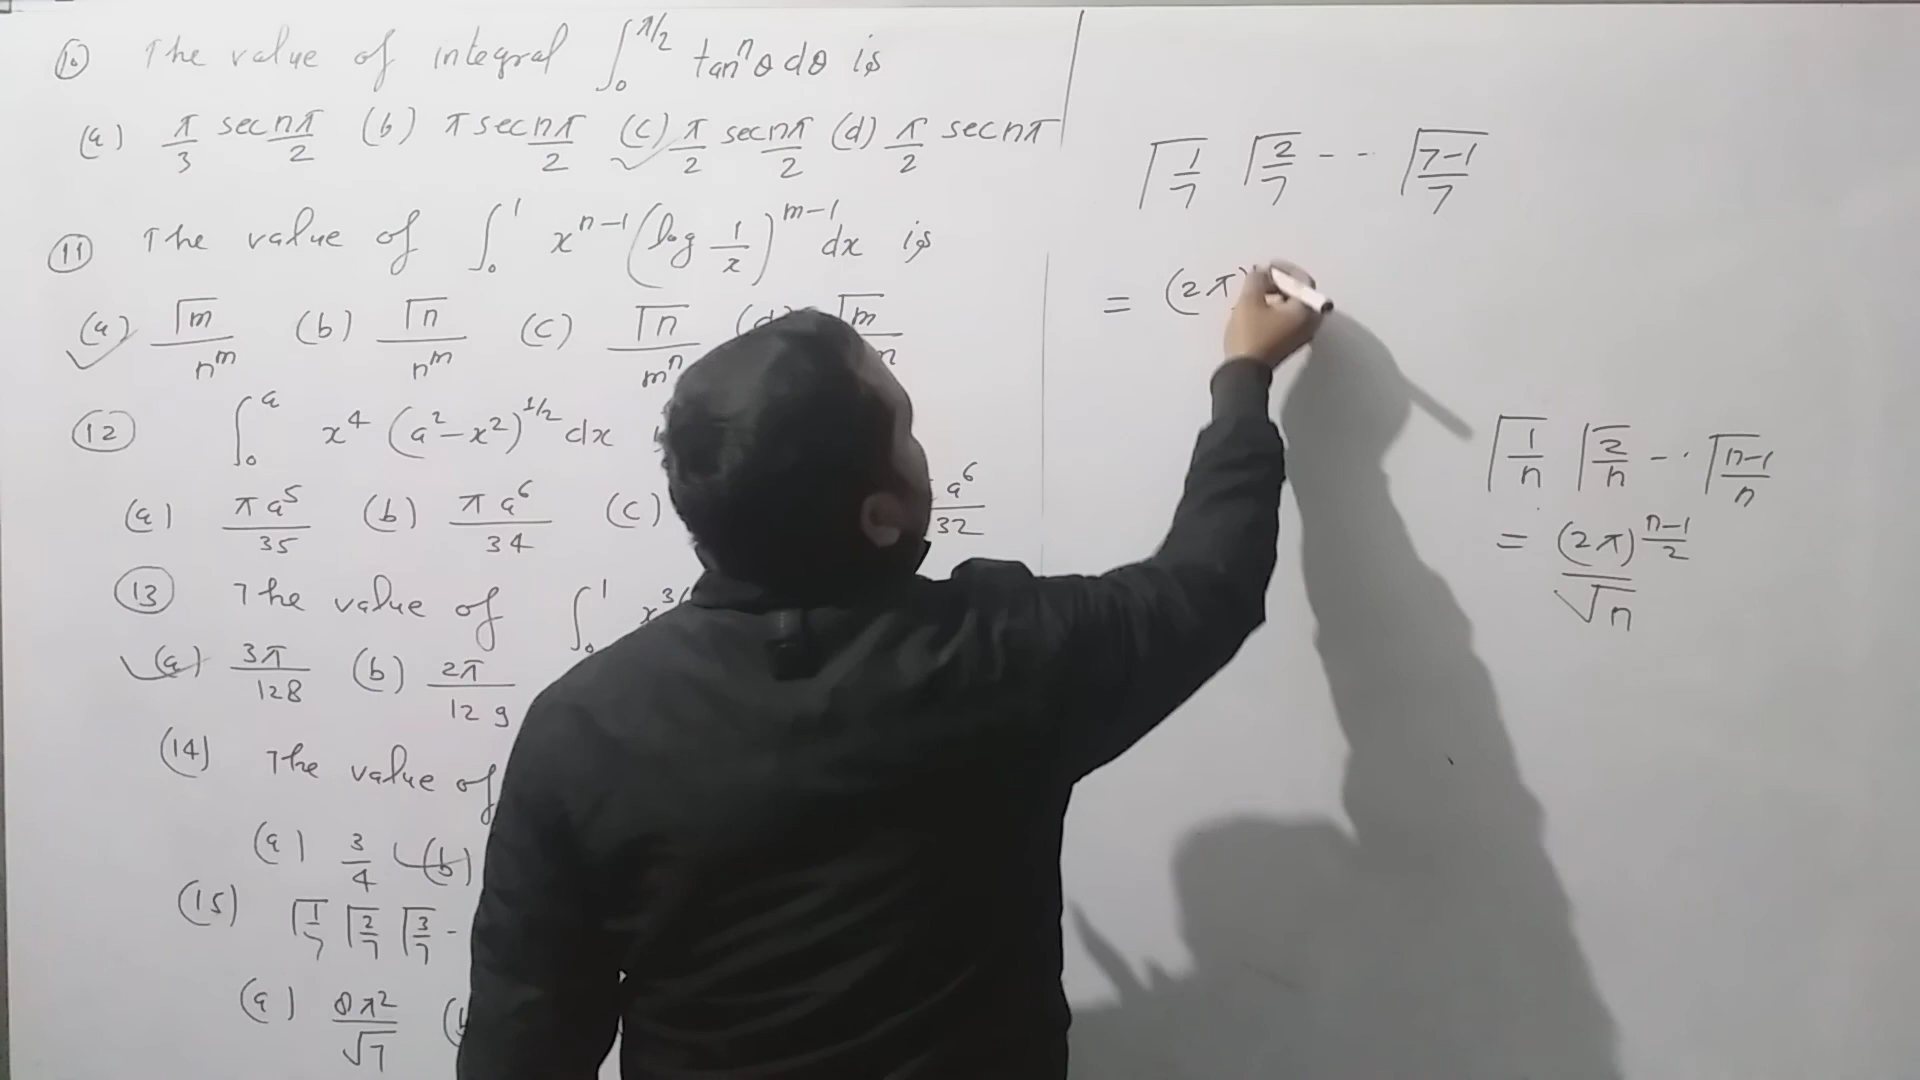 (10) The value of integral ∫₀^{π/2} tanⁿθ dθ is
(a) π/3 sec nπ/2 (b) π sec nπ/2 (c) π/2 sec nπ/2 (d) π/2 sec nπ
(11) The value of ∫₀¹ x^{n-1} (log 1/x)^{m-1} dx is
(a) Γm/n^m (b) Γn/n^m (c) Γn/m^n Γm
(12) ∫₀^a x⁴ (a²-x²)^{1/2} dx
(a) πa⁵/35 (b) πa⁶/34 (c) a⁶/32
(13) The value of ∫₀¹ x³
(a) 3π/128 (b) 2π/129
(14) The value of
(a) 3/4 (b)
(15) Γ1/7 Γ2/7 Γ3/7 -
(a) 8π²/√7
Γ1/7 Γ2/7 --- Γ(7-1)/7
= (2π)
Γ1/n Γ2/n -·· Γ(n-1)/n
= (2π)^{(n-1)/2}/√n